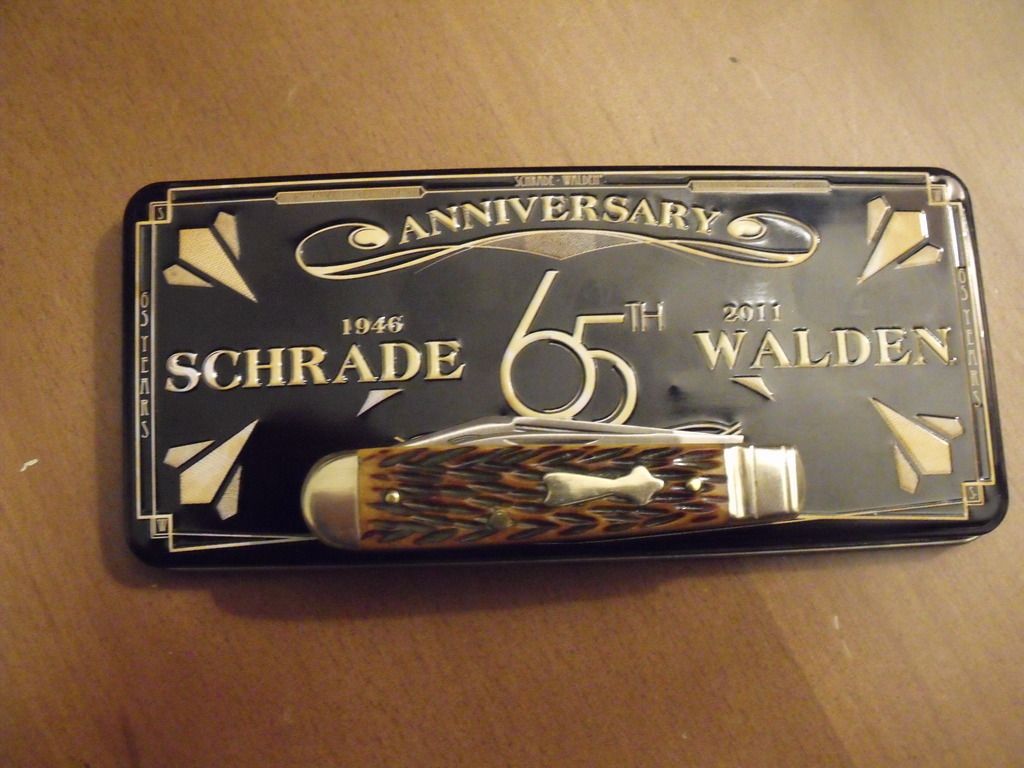 SCHRADE - WALDEN
ANNIVERSARY
1946
SCHRADE
65TH
2011
WALDEN
65 YEARS
65 YEARS
S
W
S